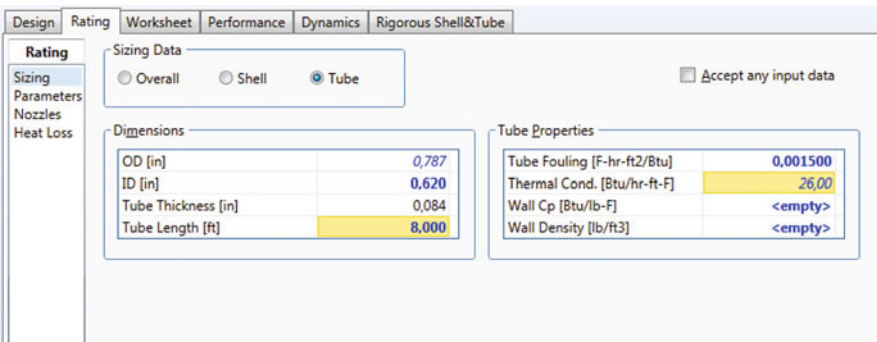 Design Rating Worksheet Performance Dynamics Rigorous Shell&Tube
Rating
Sizing
Parameters
Nozzles
Heat Loss
Sizing Data
Overall Shell Tube
Accept any input data
Dimensions
OD [in] 0,787
ID [in] 0,620
Tube Thickness [in] 0,084
Tube Length [ft] 8,000
Tube Properties
Tube Fouling [F-hr-ft2/Btu] 0,001500
Thermal Cond. [Btu/hr-ft-F] 26,00
Wall Cp [Btu/lb-F] <empty>
Wall Density [lb/ft3] <empty>